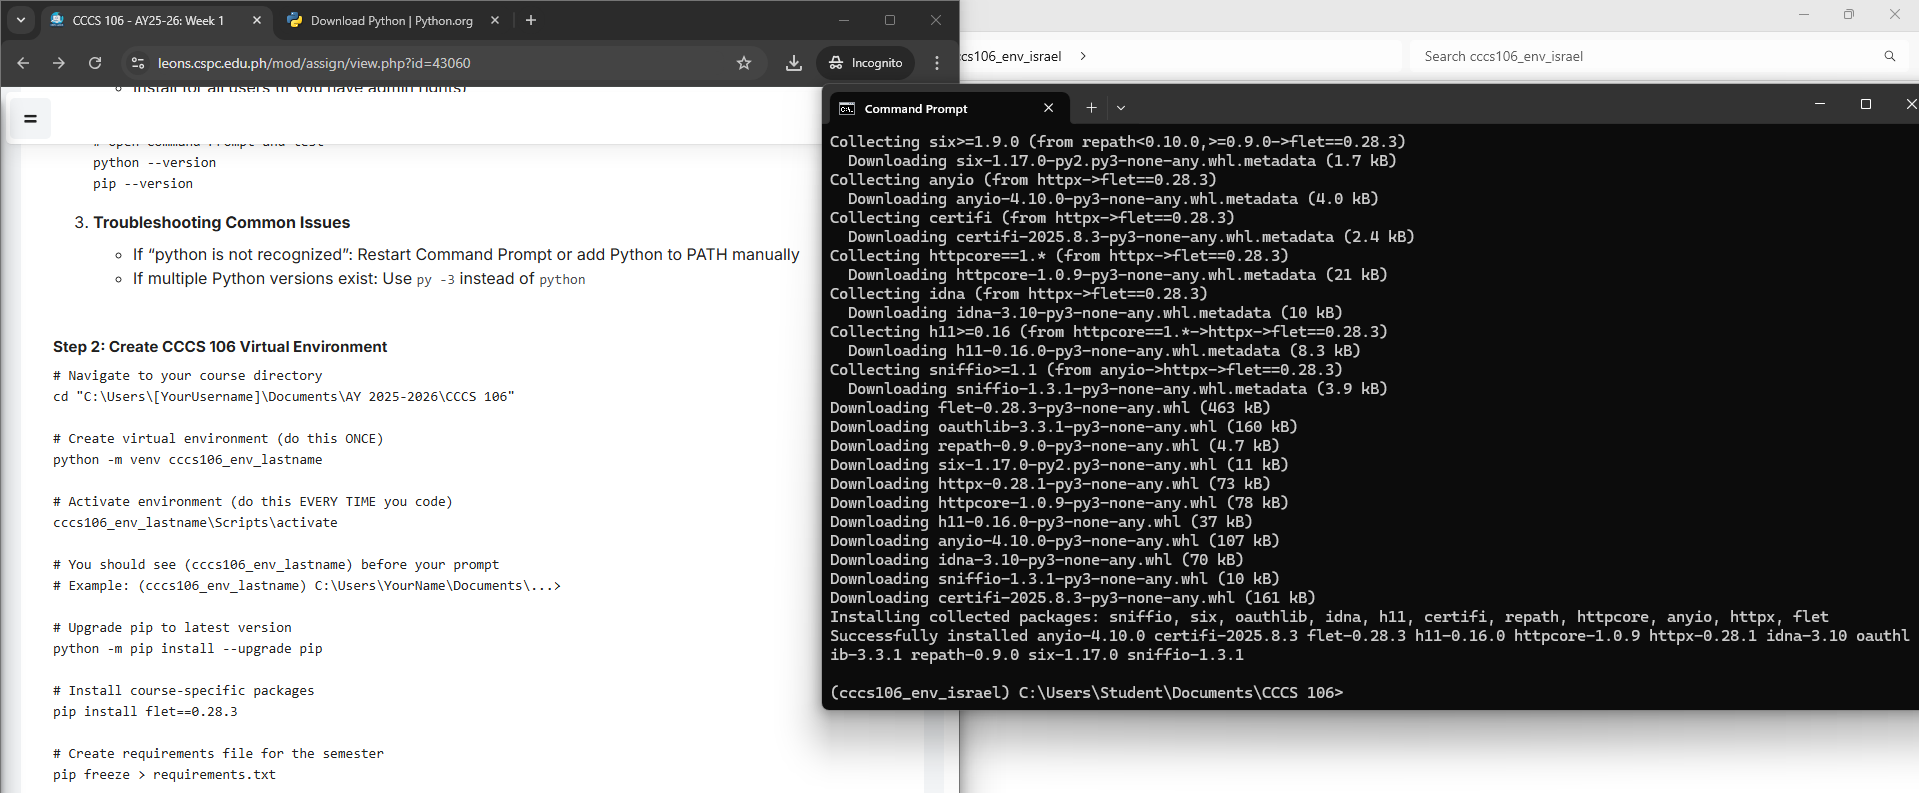 CCCS 106 - AY25-26: Week 1
Download Python | Python.org
leons.cspc.edu.ph/mod/assign/view.php?id=43060
Incognito
Install for all users (if you have admin rights)
# Open Command Prompt and test
python --version
pip --version
3. Troubleshooting Common Issues
If “python is not recognized”: Restart Command Prompt or add Python to PATH manually
If multiple Python versions exist: Use py -3 instead of python
Step 2: Create CCCS 106 Virtual Environment
# Navigate to your course directory
cd "C:\Users\[YourUsername]\Documents\AY 2025-2026\CCCS 106"
# Create virtual environment (do this ONCE)
python -m venv cccs106_env_lastname
# Activate environment (do this EVERY TIME you code)
cccs106_env_lastname\Scripts\activate
# You should see (cccs106_env_lastname) before your prompt
# Example: (cccs106_env_lastname) C:\Users\YourName\Documents\...>
# Upgrade pip to latest version
python -m pip install --upgrade pip
# Install course-specific packages
pip install flet==0.28.3
# Create requirements file for the semester
pip freeze > requirements.txt
cs106_env_israel >
Search cccs106_env_israel
Command Prompt
Collecting six>=1.9.0 (from repath<0.10.0,>=0.9.0->flet==0.28.3)
Downloading six-1.17.0-py2.py3-none-any.whl.metadata (1.7 kB)
Collecting anyio (from httpx->flet==0.28.3)
Downloading anyio-4.10.0-py3-none-any.whl.metadata (4.0 kB)
Collecting certifi (from httpx->flet==0.28.3)
Downloading certifi-2025.8.3-py3-none-any.whl.metadata (2.4 kB)
Collecting httpcore==1.* (from httpx->flet==0.28.3)
Downloading httpcore-1.0.9-py3-none-any.whl.metadata (21 kB)
Collecting idna (from httpx->flet==0.28.3)
Downloading idna-3.10-py3-none-any.whl.metadata (10 kB)
Collecting h11>=0.16 (from httpcore==1.*->httpx->flet==0.28.3)
Downloading h11-0.16.0-py3-none-any.whl.metadata (8.3 kB)
Collecting sniffio>=1.1 (from anyio->httpx->flet==0.28.3)
Downloading sniffio-1.3.1-py3-none-any.whl.metadata (3.9 kB)
Downloading flet-0.28.3-py3-none-any.whl (463 kB)
Downloading oauthlib-3.3.1-py3-none-any.whl (160 kB)
Downloading repath-0.9.0-py3-none-any.whl (4.7 kB)
Downloading six-1.17.0-py2.py3-none-any.whl (11 kB)
Downloading httpx-0.28.1-py3-none-any.whl (73 kB)
Downloading httpcore-1.0.9-py3-none-any.whl (78 kB)
Downloading h11-0.16.0-py3-none-any.whl (37 kB)
Downloading anyio-4.10.0-py3-none-any.whl (107 kB)
Downloading idna-3.10-py3-none-any.whl (70 kB)
Downloading sniffio-1.3.1-py3-none-any.whl (10 kB)
Downloading certifi-2025.8.3-py3-none-any.whl (161 kB)
Installing collected packages: sniffio, six, oauthlib, idna, h11, certifi, repath, httpcore, anyio, httpx, flet
Successfully installed anyio-4.10.0 certifi-2025.8.3 flet-0.28.3 h11-0.16.0 httpcore-1.0.9 httpx-0.28.1 idna-3.10 oauthl
ib-3.3.1 repath-0.9.0 six-1.17.0 sniffio-1.3.1
(cccs106_env_israel) C:\Users\Student\Documents\CCCS 106>